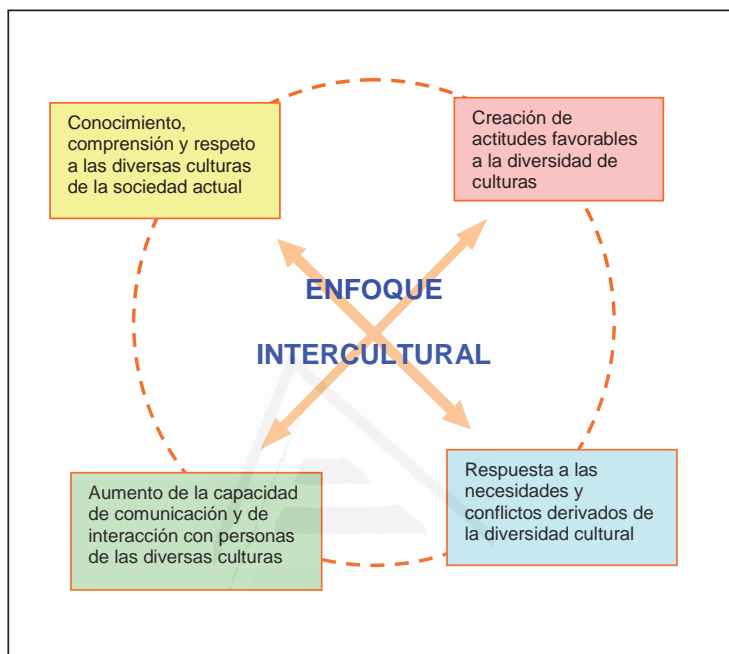 Conocimiento,
comprensión y respeto
a las diversas culturas
de la sociedad actual
Creación de
actitudes favorables
a la diversidad de
culturas
ENFOQUE
INTERCULTURAL
Aumento de la capacidad
de comunicación y de
interacción con personas
de las diversas culturas
Respuesta a las
necesidades y
conflictos derivados de
la diversidad cultural